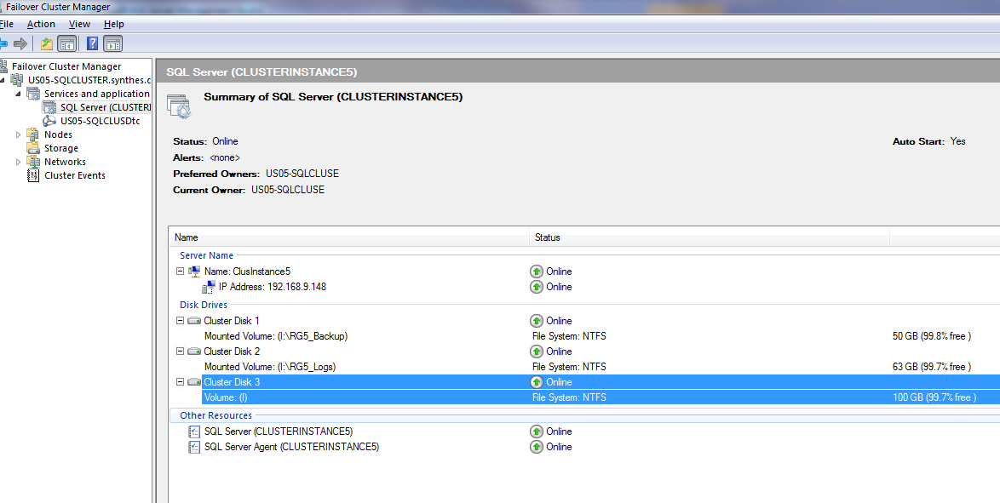 Failover Cluster Manager
File Action View Help
Failover Cluster Manager
US05-SQLCLUSTER.synthes.c
Services and application
SQL Server (CLUSTERI
US05-SQLCLUSDtc
Nodes
Storage
Networks
Cluster Events
SQL Server (CLUSTERINSTANCE5)
Summary of SQL Server (CLUSTERINSTANCE5)
Status: Online Auto Start: Yes
Alerts: <none>
Preferred Owners: US05-SQLCLUSE
Current Owner: US05-SQLCLUSE
Name Status
Server Name
Name: ClusInstance5 Online
IP Address: 192.168.9.148 Online
Disk Drives
Cluster Disk 1 Online
Mounted Volume: (I:\RG5_Backup) File System: NTFS 50 GB (99.8% free )
Cluster Disk 2 Online
Mounted Volume: (I:\RG5_Logs) File System: NTFS 63 GB (99.7% free )
Cluster Disk 3 Online
Volume: (I) File System: NTFS 100 GB (99.7% free )
Other Resources
SQL Server (CLUSTERINSTANCE5) Online
SQL Server Agent (CLUSTERINSTANCE5) Online